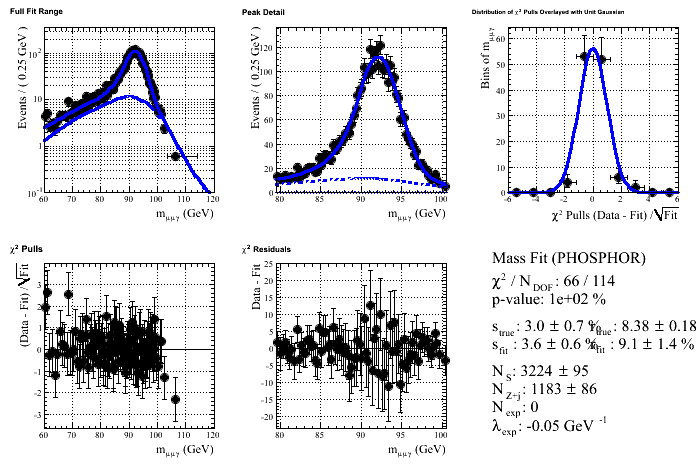 Full Fit Range
Peak Detail
Distribution of χ² Pulls Overlayed with Unit Gaussian
Events / ( 0.25 GeV )
10²
10
1
10⁻¹
60 70 80 90 100 110 120
m_μμγ (GeV)
Events / ( 0.25 GeV )
120
100
80
60
40
20
80 85 90 95 100
m_μμγ (GeV)
Bins of m_μμγ
60
50
40
30
20
10
0
-6 -4 -2 0 2 4 6
χ² Pulls (Data - Fit) /√Fit
χ² Pulls
χ² Residuals
(Data - Fit) /√Fit
3
2
1
0
-1
-2
-3
60 70 80 90 100 110 120
m_μμγ (GeV)
Data - Fit
25
20
15
10
5
0
-5
-10
-15
-20
80 85 90 95 100
m_μμγ (GeV)
Mass Fit (PHOSPHOR)
χ² / N_DOF : 66 / 114
p-value: 1e+02 %
s_true : 3.0 ± 0.7 % r_true : 8.38 ± 0.18
s_fit : 3.6 ± 0.6 % r_fit : 9.1 ± 1.4 %
N_S : 3224 ± 95
N_Z+j : 1183 ± 86
N_exp : 0
λ_exp : -0.05 GeV ⁻¹